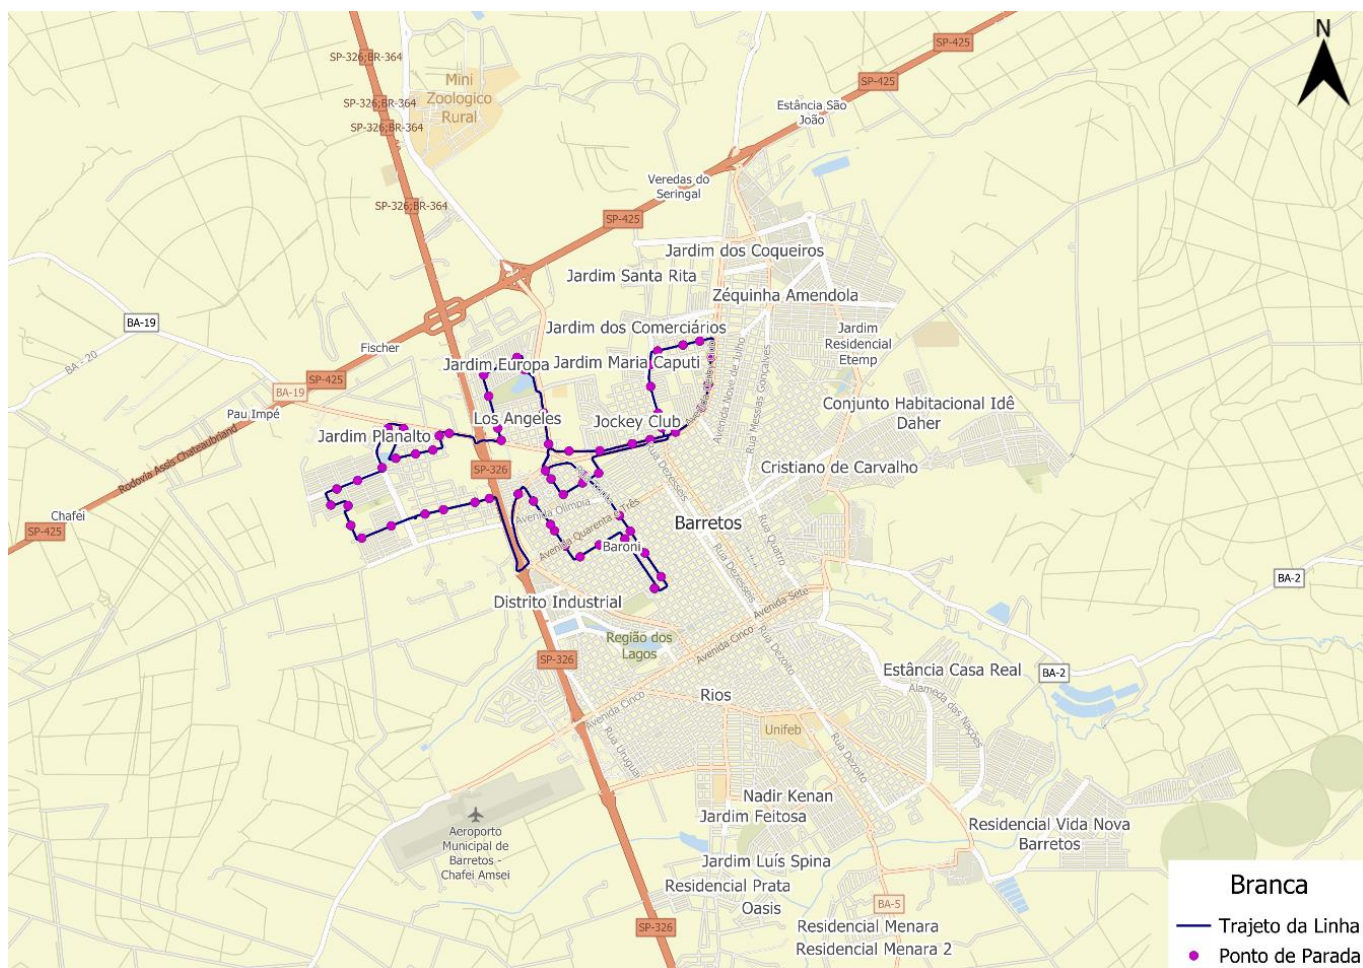 N
SP-425
SP-326;BR-364
SP-425
Mini
Zoologico
Rural
SP-326;BR-364
Estância São
João
SP-326;BR-364
Veredas do
Seringal
SP-326;BR-364
SP-425
Jardim dos Coqueiros
Jardim Santa Rita
Zéquinha Amendola
BA-19
Jardim dos Comerciários
Jardim
Residencial
Etemp
Fischer
BA - 20
Jardim Europa
Jardim Maria Caputi
Avenida Nove de Julho
Rua Messias Gonçalves
SP-425
BA-19
Pau Impé
Los Angeles
Jockey Club
Conjunto Habitacional Idê
Daher
Jardim Planalto
Rodovia Assis Chateaubriand
SP-326
Rua Dezesseis
Cristiano de Carvalho
Chafei
SP-425
Avenida Olímpia
Avenida Quarenta e Três
Barretos
Rua Quatro
Baroni
Rua Dezesseis
BA-2
Distrito Industrial
Avenida Sete
Região dos
Lagos
Avenida Cinco
Rua Dezoito
SP-326
Estância Casa Real
BA-2
Rios
Alameda das Nações
Avenida Cinco
Unifeb
Rua Uruguai
Rua Dezoito
Nadir Kenan
Jardim Feitosa
Aeroporto
Municipal de
Barretos -
Chafei Amsei
Residencial Vida Nova
Barretos
Jardim Luís Spina
Residencial Prata
Oasis
BA-5
SP-326
Residencial Menara
Residencial Menara 2
Branca
Trajeto da Linha
Ponto de Parada